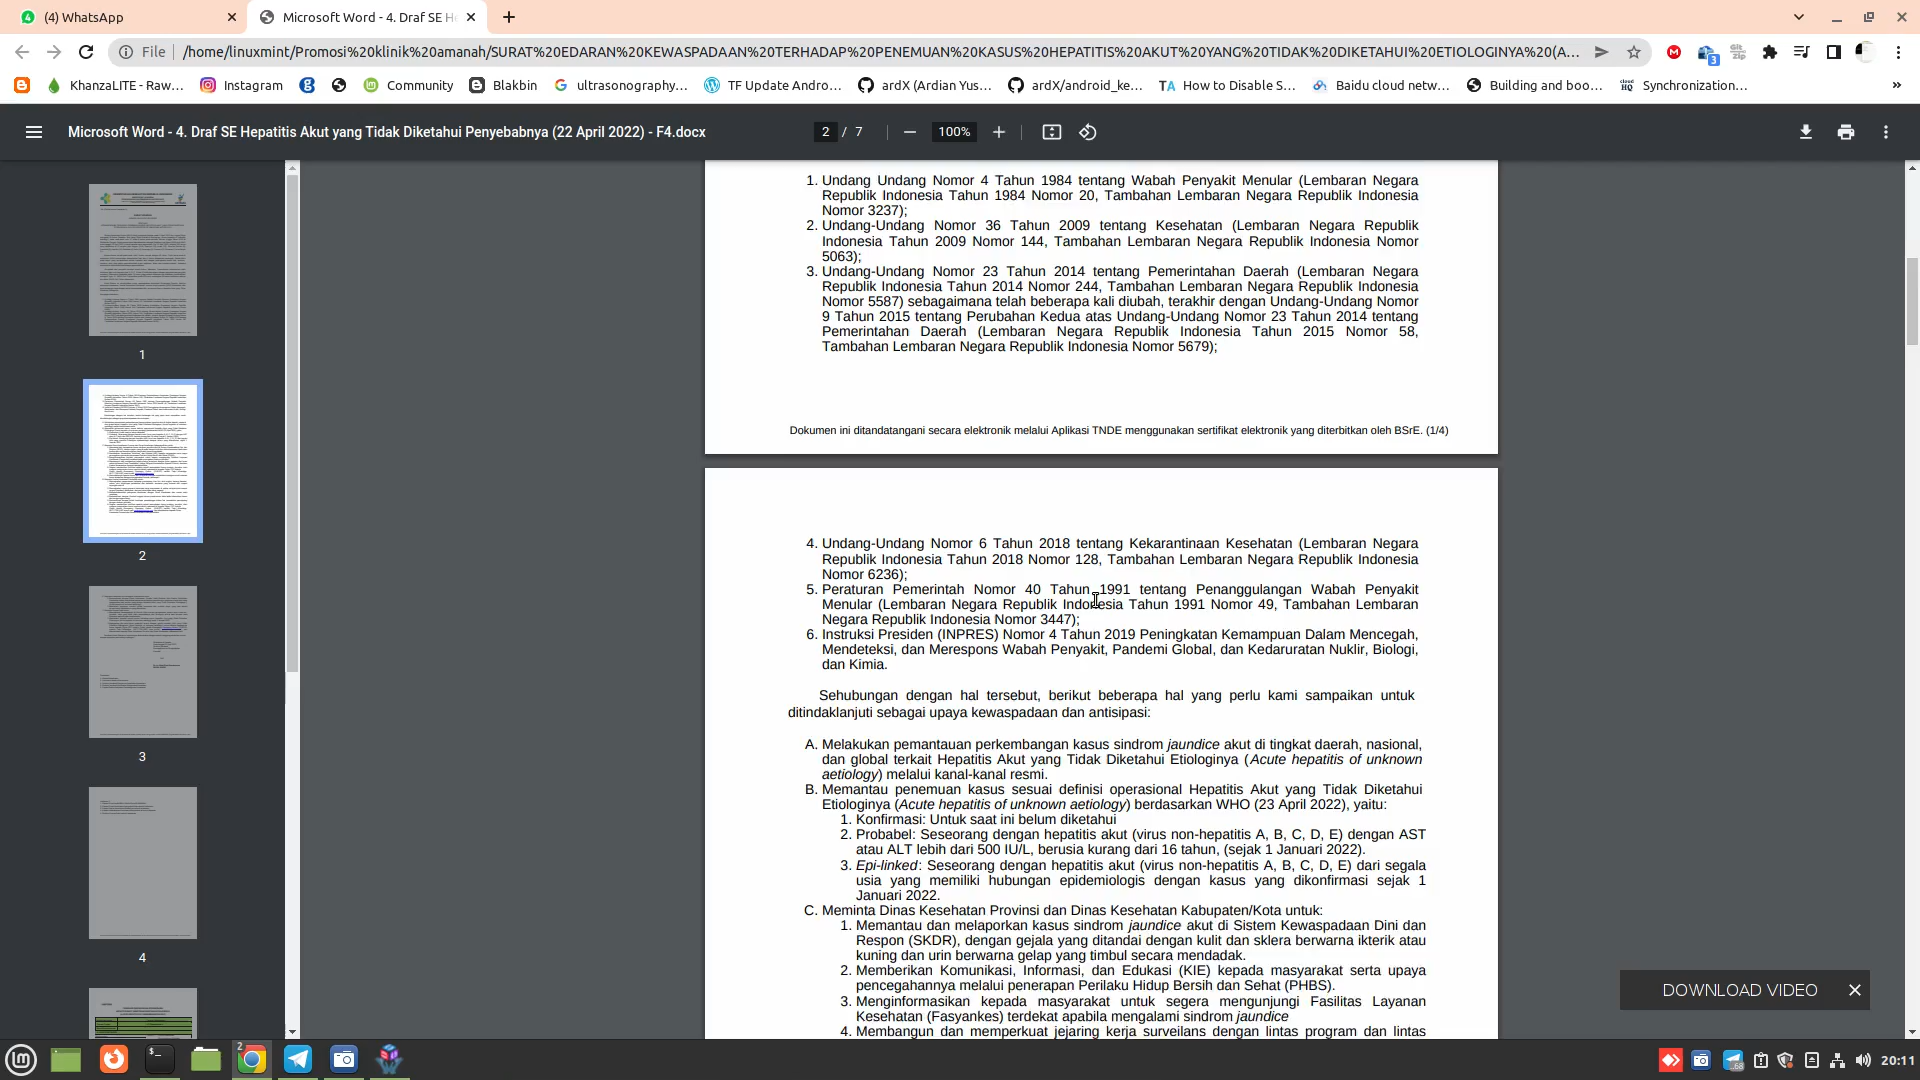 (4) WhatsApp
Microsoft Word - 4. Draf SE H
File
/home/linuxmint/Promosi%20klinik%20amanah/SURAT%20EDARAN%20KEWASPADAAN%20TERHADAP%20PENEMUAN%20KASUS%20HEPATITIS%20AKUT%20YANG%20TIDAK%20DIKETAHUI%20ETIOLOGINYA%20(A...
KhanzaLITE - Raw...
Instagram
Community
Blakbin
ultrasonography...
TF Update Andro...
ardX (Ardian Yus...
ardX/android_ke...
How to Disable S...
Baidu cloud netw...
Building and boo...
Synchronization...
Microsoft Word - 4. Draf SE Hepatitis Akut yang Tidak Diketahui Penyebabnya (22 April 2022) - F4.docx
2 / 7
100%
1
2
3
4
1. Undang Undang Nomor 4 Tahun 1984 tentang Wabah Penyakit Menular (Lembaran Negara
Republik Indonesia Tahun 1984 Nomor 20, Tambahan Lembaran Negara Republik Indonesia
Nomor 3237);
2. Undang-Undang Nomor 36 Tahun 2009 tentang Kesehatan (Lembaran Negara Republik
Indonesia Tahun 2009 Nomor 144, Tambahan Lembaran Negara Republik Indonesia Nomor
5063);
3. Undang-Undang Nomor 23 Tahun 2014 tentang Pemerintahan Daerah (Lembaran Negara
Republik Indonesia Tahun 2014 Nomor 244, Tambahan Lembaran Negara Republik Indonesia
Nomor 5587) sebagaimana telah beberapa kali diubah, terakhir dengan Undang-Undang Nomor
9 Tahun 2015 tentang Perubahan Kedua atas Undang-Undang Nomor 23 Tahun 2014 tentang
Pemerintahan Daerah (Lembaran Negara Republik Indonesia Tahun 2015 Nomor 58,
Tambahan Lembaran Negara Republik Indonesia Nomor 5679);
Dokumen ini ditandatangani secara elektronik melalui Aplikasi TNDE menggunakan sertifikat elektronik yang diterbitkan oleh BSrE. (1/4)
4. Undang-Undang Nomor 6 Tahun 2018 tentang Kekarantinaan Kesehatan (Lembaran Negara
Republik Indonesia Tahun 2018 Nomor 128, Tambahan Lembaran Negara Republik Indonesia
Nomor 6236);
5. Peraturan Pemerintah Nomor 40 Tahun 1991 tentang Penanggulangan Wabah Penyakit
Menular (Lembaran Negara Republik Indonesia Tahun 1991 Nomor 49, Tambahan Lembaran
Negara Republik Indonesia Nomor 3447);
6. Instruksi Presiden (INPRES) Nomor 4 Tahun 2019 Peningkatan Kemampuan Dalam Mencegah,
Mendeteksi, dan Merespons Wabah Penyakit, Pandemi Global, dan Kedaruratan Nuklir, Biologi,
dan Kimia.
Sehubungan dengan hal tersebut, berikut beberapa hal yang perlu kami sampaikan untuk
ditindaklanjuti sebagai upaya kewaspadaan dan antisipasi:
A. Melakukan pemantauan perkembangan kasus sindrom jaundice akut di tingkat daerah, nasional,
dan global terkait Hepatitis Akut yang Tidak Diketahui Etiologinya (Acute hepatitis of unknown
aetiology) melalui kanal-kanal resmi.
B. Memantau penemuan kasus sesuai definisi operasional Hepatitis Akut yang Tidak Diketahui
Etiologinya (Acute hepatitis of unknown aetiology) berdasarkan WHO (23 April 2022), yaitu:
1. Konfirmasi: Untuk saat ini belum diketahui
2. Probabel: Seseorang dengan hepatitis akut (virus non-hepatitis A, B, C, D, E) dengan AST
atau ALT lebih dari 500 IU/L, berusia kurang dari 16 tahun, (sejak 1 Januari 2022).
3. Epi-linked: Seseorang dengan hepatitis akut (virus non-hepatitis A, B, C, D, E) dari segala
usia yang memiliki hubungan epidemiologis dengan kasus yang dikonfirmasi sejak 1
Januari 2022.
C. Meminta Dinas Kesehatan Provinsi dan Dinas Kesehatan Kabupaten/Kota untuk:
1. Memantau dan melaporkan kasus sindrom jaundice akut di Sistem Kewaspadaan Dini dan
Respon (SKDR), dengan gejala yang ditandai dengan kulit dan sklera berwarna ikterik atau
kuning dan urin berwarna gelap yang timbul secara mendadak.
2. Memberikan Komunikasi, Informasi, dan Edukasi (KIE) kepada masyarakat serta upaya
pencegahannya melalui penerapan Perilaku Hidup Bersih dan Sehat (PHBS).
3. Menginformasikan kepada masyarakat untuk segera mengunjungi Fasilitas Layanan
Kesehatan (Fasyankes) terdekat apabila mengalami sindrom jaundice
4. Membangun dan memperkuat jejaring kerja surveilans dengan lintas program dan lintas
DOWNLOAD VIDEO
20:11